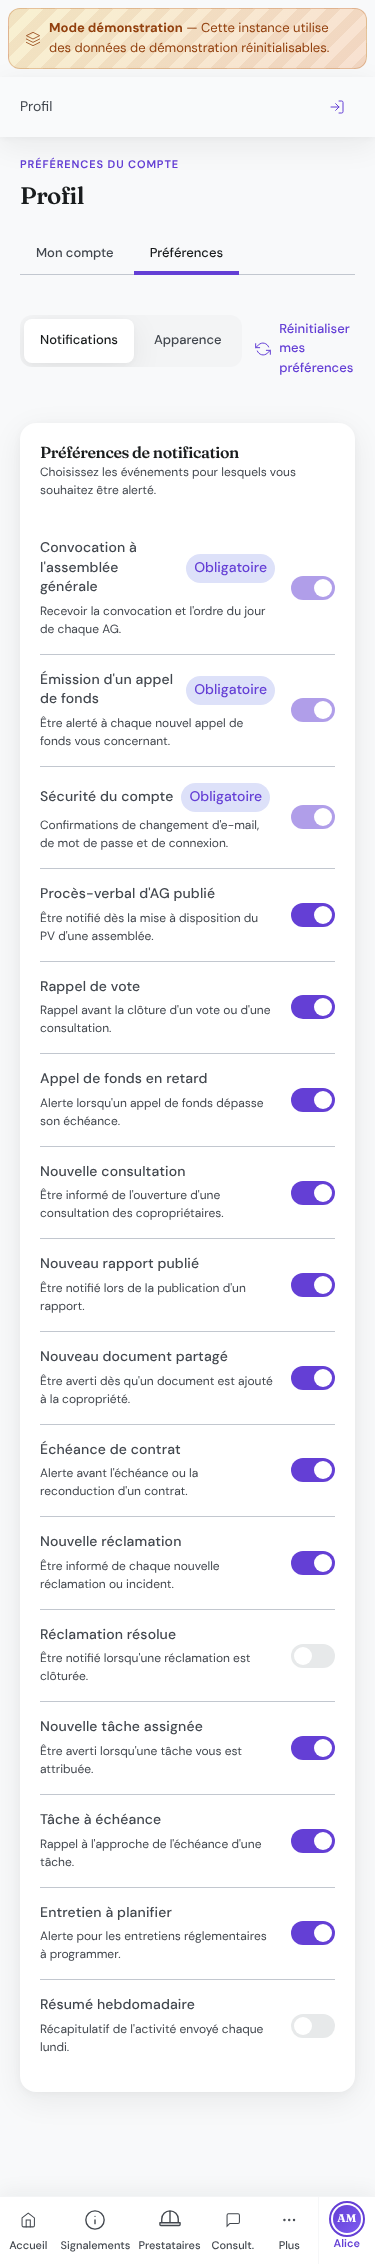 Mode démonstration — Cette instance utilise
des données de démonstration réinitialisables.
Profil
PRÉFÉRENCES DU COMPTE
Profil
Mon compte
Préférences
Notifications
Apparence
Réinitialiser
mes
préférences
Préférences de notification
Choisissez les événements pour lesquels vous
souhaitez être alerté.
Convocation à
l'assemblée
générale
Obligatoire
Recevoir la convocation et l'ordre du jour
de chaque AG.
Émission d'un appel
de fonds
Obligatoire
Être alerté à chaque nouvel appel de
fonds vous concernant.
Sécurité du compte
Obligatoire
Confirmations de changement d'e-mail,
de mot de passe et de connexion.
Procès-verbal d'AG publié
Être notifié dès la mise à disposition du
PV d'une assemblée.
Rappel de vote
Rappel avant la clôture d'un vote ou d'une
consultation.
Appel de fonds en retard
Alerte lorsqu'un appel de fonds dépasse
son échéance.
Nouvelle consultation
Être informé de l'ouverture d'une
consultation des copropriétaires.
Nouveau rapport publié
Être notifié lors de la publication d'un
rapport.
Nouveau document partagé
Être averti dès qu'un document est ajouté
à la copropriété.
Échéance de contrat
Alerte avant l'échéance ou la
reconduction d'un contrat.
Nouvelle réclamation
Être informé de chaque nouvelle
réclamation ou incident.
Réclamation résolue
Être notifié lorsqu'une réclamation est
clôturée.
Nouvelle tâche assignée
Être averti lorsqu'une tâche vous est
attribuée.
Tâche à échéance
Rappel à l'approche de l'échéance d'une
tâche.
Entretien à planifier
Alerte pour les entretiens réglementaires
à programmer.
Résumé hebdomadaire
Récapitulatif de l'activité envoyé chaque
lundi.
Accueil
Signalements
Prestataires
Consult.
Plus
AM
Alice